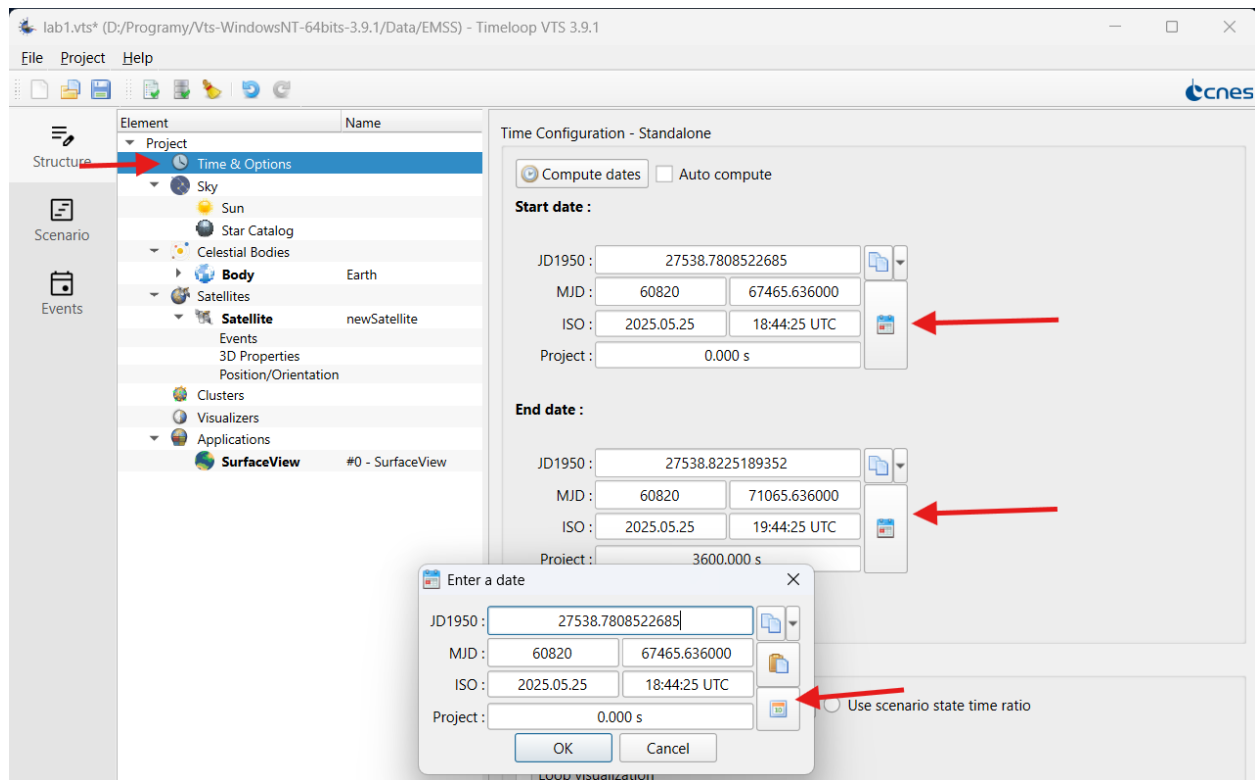 lab1.vts* (D:/Programy/Vts-WindowsNT-64bits-3.9.1/Data/EMSS) - Timeloop VTS 3.9.1
File Project Help
cnes
Structure
Scenario
Events
Element Name
Project
Time & Options
Sky
Sun
Star Catalog
Celestial Bodies
Body Earth
Satellites
Satellite newSatellite
Events
3D Properties
Position/Orientation
Clusters
Visualizers
Applications
SurfaceView #0 - SurfaceView
Time Configuration - Standalone
Compute dates Auto compute
Start date :
JD1950 : 27538.7808522685
MJD : 60820 67465.636000
ISO : 2025.05.25 18:44:25 UTC
Project : 0.000 s
End date :
JD1950 : 27538.8225189352
MJD : 60820 71065.636000
ISO : 2025.05.25 19:44:25 UTC
Project : 3600.000 s
Enter a date
JD1950 : 27538.7808522685
MJD : 60820 67465.636000
ISO : 2025.05.25 18:44:25 UTC
Project : 0.000 s
OK Cancel
Use scenario state time ratio
Loop visualization